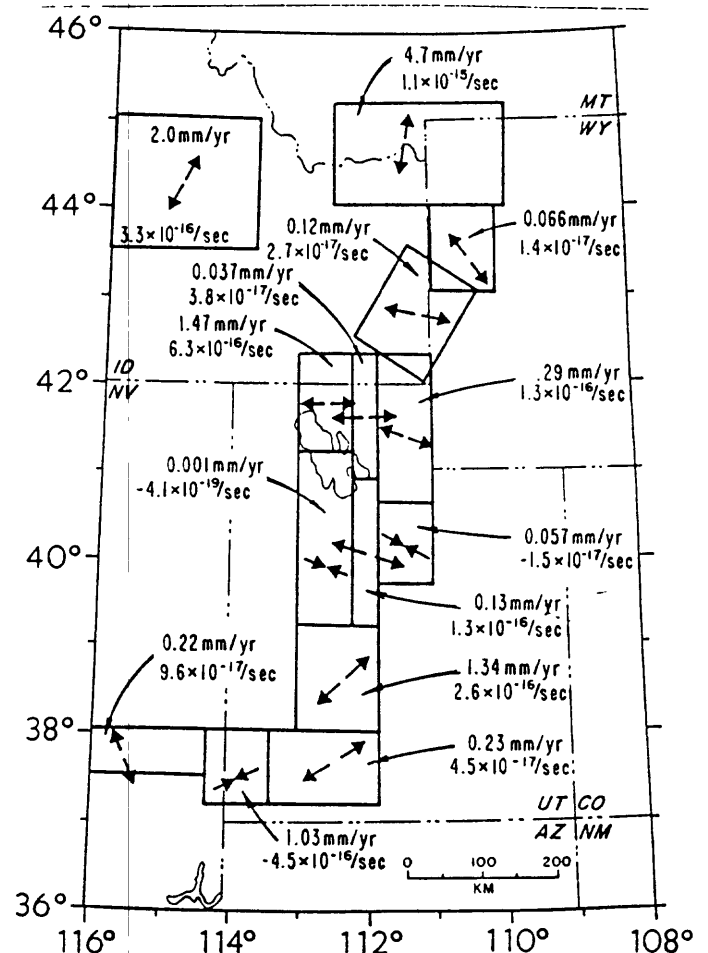 46°
4.7mm/yr
1.1×10⁻¹⁵/sec
MT
WY
2.0mm/yr
3.3×10⁻¹⁶/sec
44°
0.12mm/yr
2.7×10⁻¹⁷/sec
0.066mm/yr
1.4×10⁻¹⁷/sec
0.037mm/yr
3.8×10⁻¹⁷/sec
1.47mm/yr
6.3×10⁻¹⁶/sec
ID
NV
42°
.29mm/yr
1.3×10⁻¹⁶/sec
0.001mm/yr
-4.1×10⁻¹⁹/sec
40°
0.057mm/yr
-1.5×10⁻¹⁷/sec
0.13mm/yr
1.3×10⁻¹⁶/sec
0.22mm/yr
9.6×10⁻¹⁷/sec
1.34mm/yr
2.6×10⁻¹⁶/sec
38°
0.23mm/yr
4.5×10⁻¹⁷/sec
UT CO
AZ NM
1.03mm/yr
-4.5×10⁻¹⁶/sec
0 100 200
KM
36°
116° 114° 112° 110° 108°